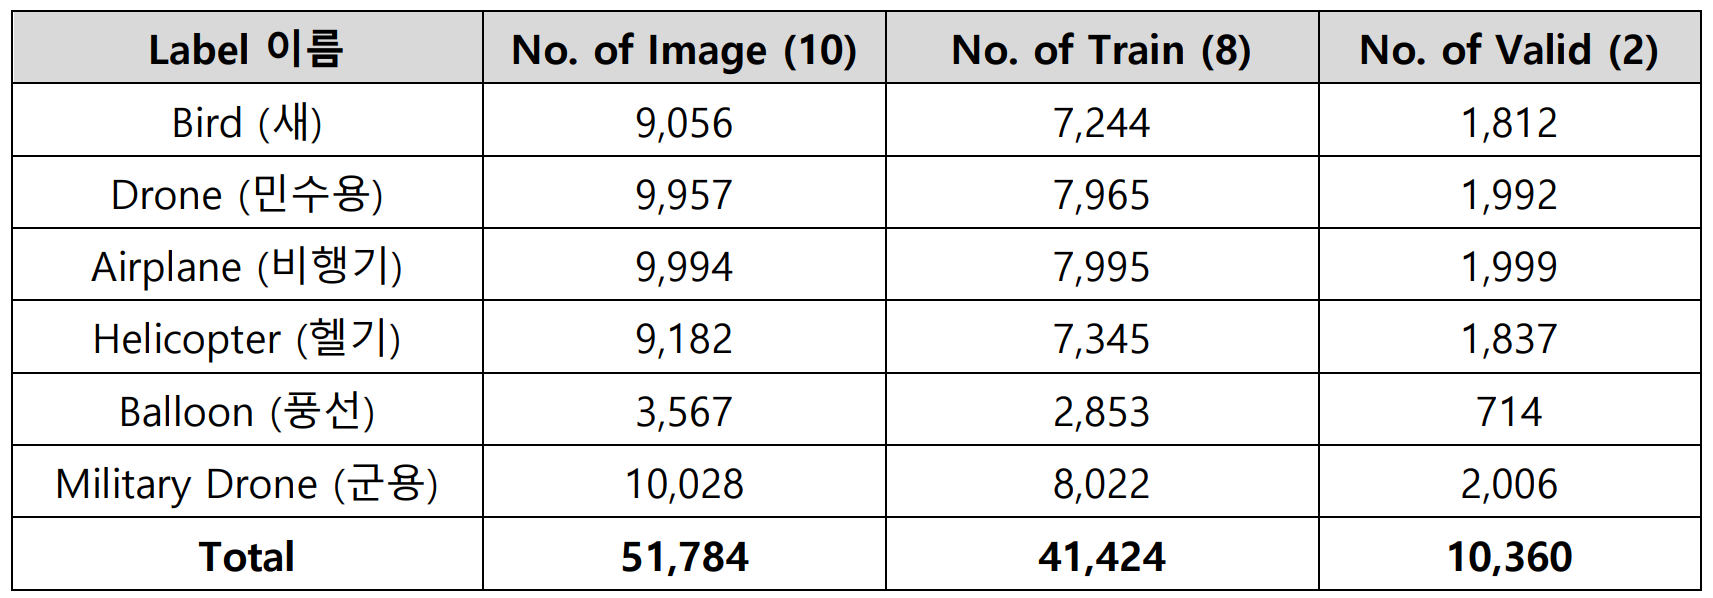 Label 이름 No. of Image (10) No. of Train (8) No. of Valid (2)
Bird (새) 9,056 7,244 1,812
Drone (민수용) 9,957 7,965 1,992
Airplane (비행기) 9,994 7,995 1,999
Helicopter (헬기) 9,182 7,345 1,837
Balloon (풍선) 3,567 2,853 714
Military Drone (군용) 10,028 8,022 2,006
Total 51,784 41,424 10,360